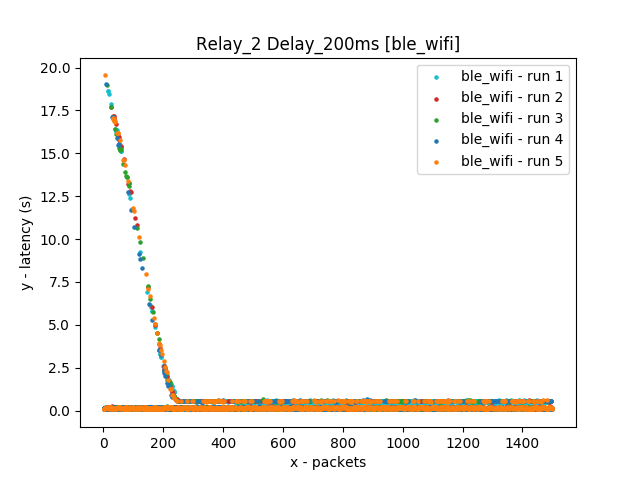 Relay_2 Delay_200ms [ble_wifi]
ble_wifi - run 1
ble_wifi - run 2
ble_wifi - run 3
ble_wifi - run 4
ble_wifi - run 5
y - latency (s)
20.0
17.5
15.0
12.5
10.0
7.5
5.0
2.5
0.0
0 200 400 600 800 1000 1200 1400
x - packets